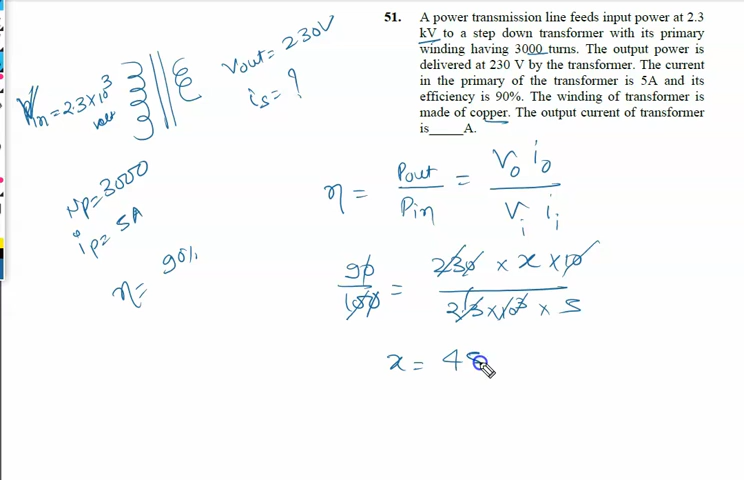 51. A power transmission line feeds input power at 2.3
kV to a step down transformer with its primary
winding having 3000 turns. The output power is
delivered at 230 V by the transformer. The current
in the primary of the transformer is 5A and its
efficiency is 90%. The winding of transformer is
made of copper. The output current of transformer
is_____A.
Vin = 2.3×10³
volt
Vout = 230V
is = ?
Np = 3000
ip = 5A
η = 90%
η = Pout/Pin = V₀ i₀/Vi ii
90/100 = 230 × x × 10/2.3×10³ × 5
x = 45